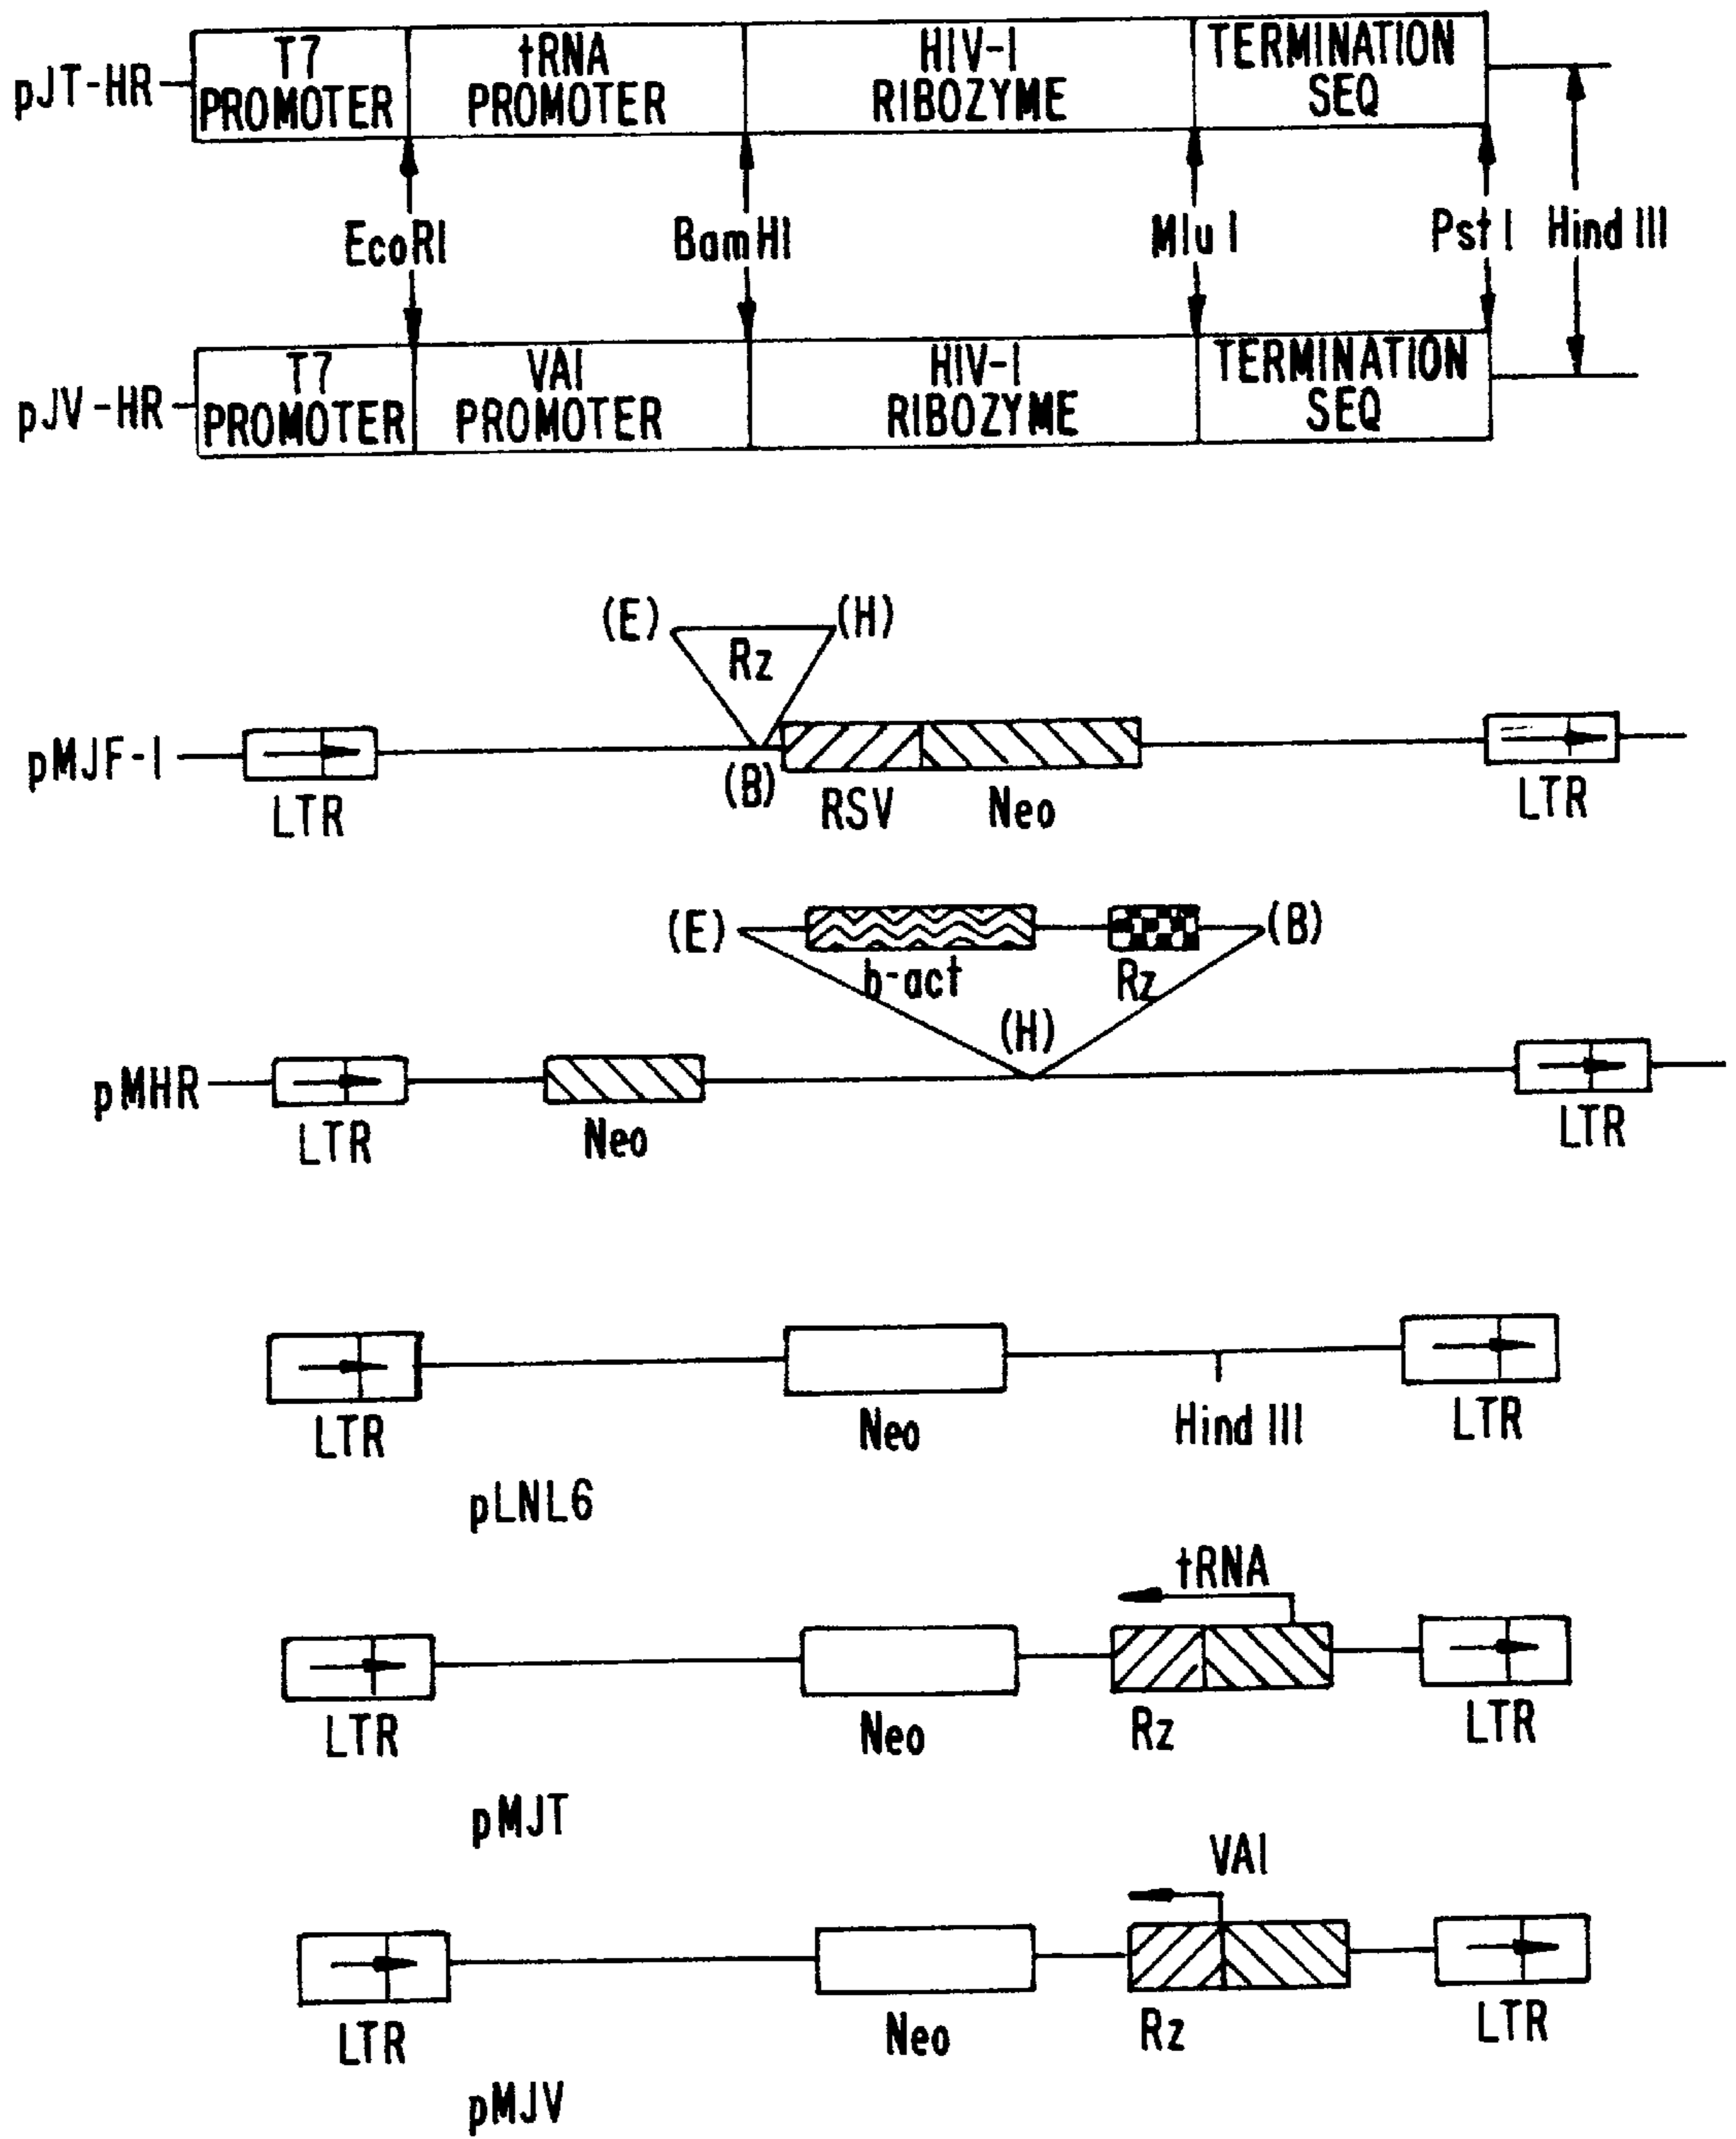 pJT-HR
T7
PROMOTER
tRNA
PROMOTER
HIV-I
RIBOZYME
TERMINATION
SEQ
EcoRI
BamHI
Mlu I
Pst I
Hind III
pJV-HR
T7
PROMOTER
VAI
PROMOTER
HIV-I
RIBOZYME
TERMINATION
SEQ
(E)
Rz
(H)
pMJF-I
LTR
(B)
RSV
Neo
LTR
(E)
b-act
Rz
(B)
(H)
pMHR
LTR
Neo
LTR
LTR
Neo
Hind III
LTR
pLNL6
tRNA
LTR
Neo
Rz
LTR
pMJT
VAI
LTR
Neo
Rz
LTR
pMJV